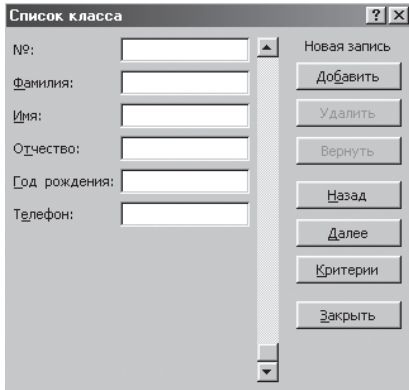 Список класса
№:
Фамилия:
Имя:
Отчество:
Год рождения:
Телефон:
Новая запись
Добавить
Удалить
Вернуть
Назад
Далее
Критерии
Закрыть